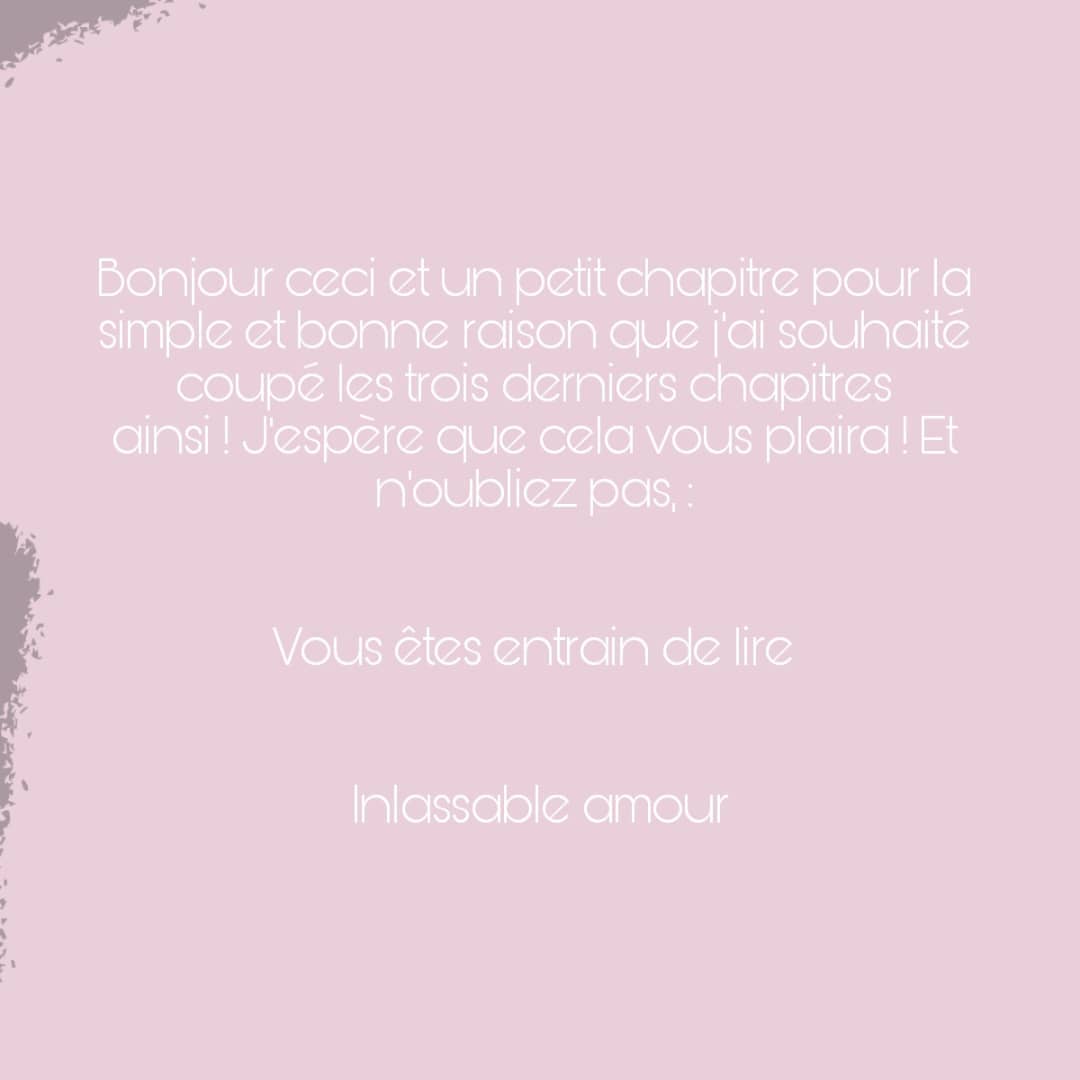 Bonjour ceci et un petit chapitre pour la
simple et bonne raison que j'ai souhaité
coupé les trois derniers chapitres
ainsi ! J'espère que cela vous plaira ! Et
n'oubliez pas, :
Vous êtes entrain de lire
Inlassable amour